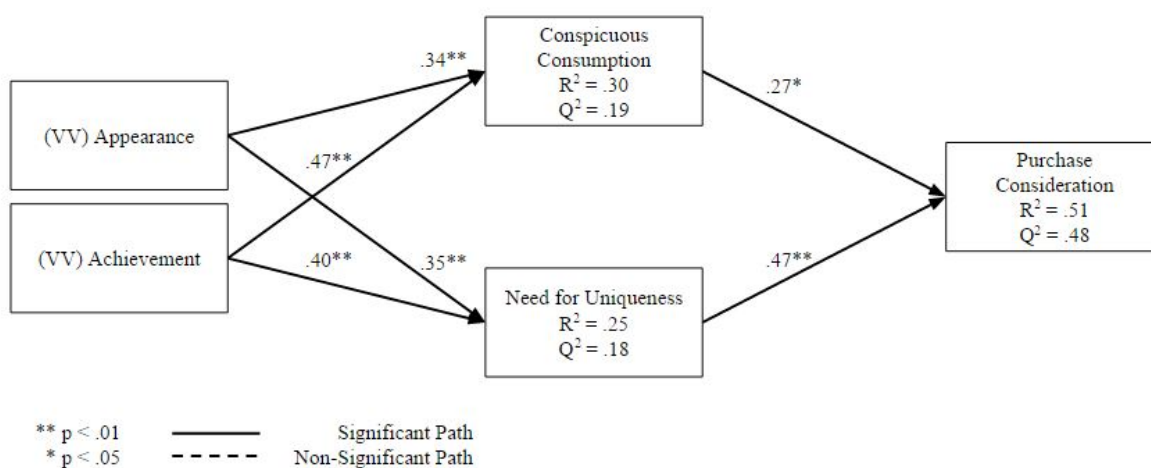 Conspicuous
Consumption
R² = .30
Q² = .19
.34**
.27*
(VV) Appearance
.47**
Purchase
Consideration
R² = .51
Q² = .48
(VV) Achievement
.40**
.35**
.47**
Need for Uniqueness
R² = .25
Q² = .18
** p < .01 Significant Path
* p < .05 Non-Significant Path